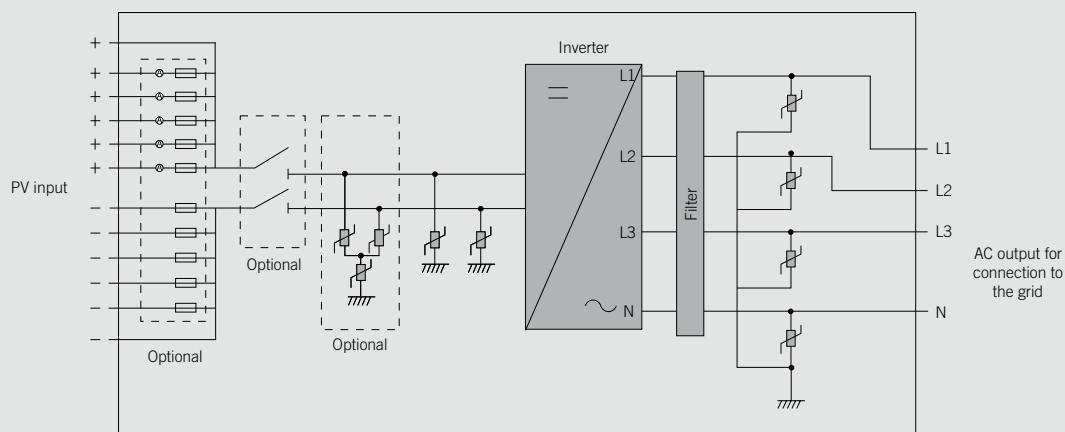 Inverter
+
+
+
+
+
+
PV input
−
−
−
−
−
−
Optional
Optional
Optional
L1
L2
L3
N
Filter
L1
L2
L3
N
AC output for
connection to
the grid